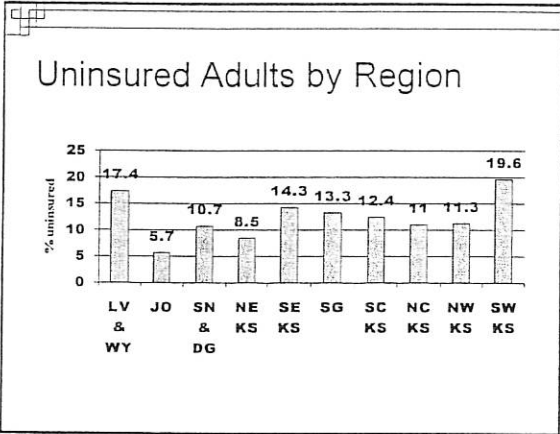 Uninsured Adults by Region
% uninsured
25
20
15
10
5
0
17.4
5.7
10.7
8.5
14.3
13.3
12.4
11
11.3
19.6
LV & WY
JO
SN & DG
NE KS
SE KS
SG
SC KS
NC KS
NW KS
SW KS